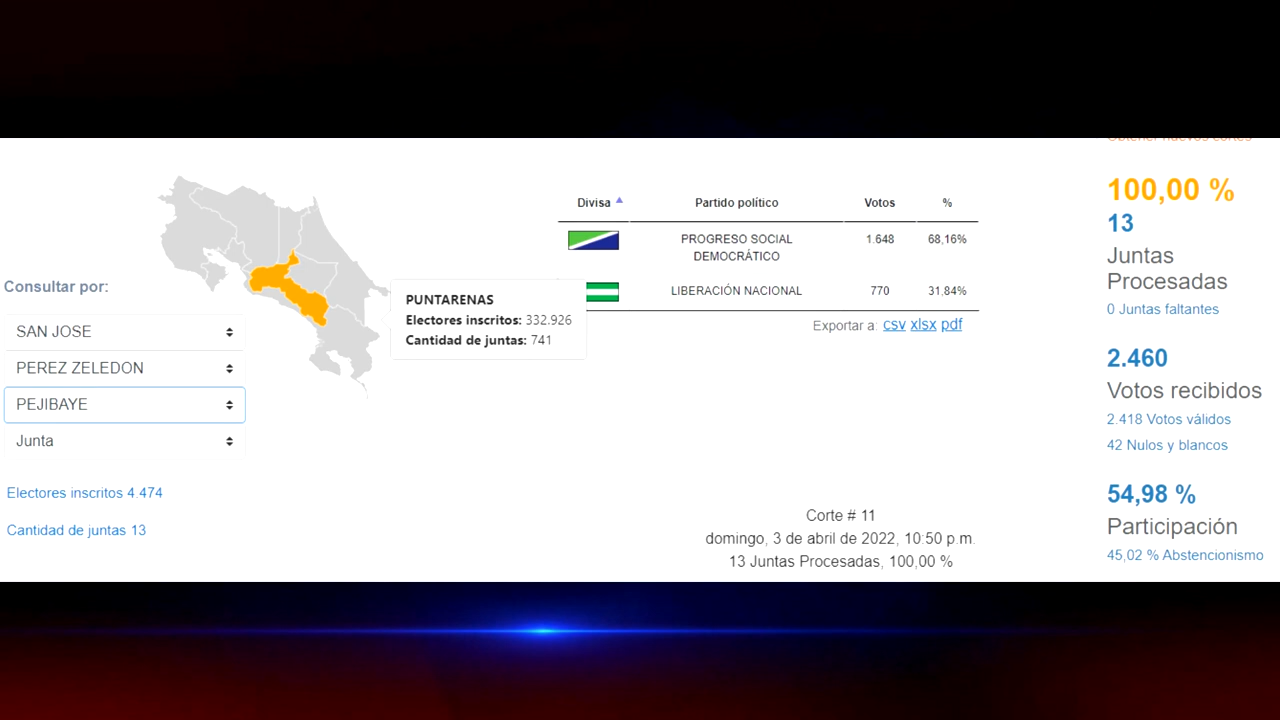 Obtener nuevos cortes
Consultar por:
SAN JOSE
PEREZ ZELEDON
PEJIBAYE
Junta
Electores inscritos 4.474
Cantidad de juntas 13
PUNTARENAS
Electores inscritos: 332.926
Cantidad de juntas: 741
Divisa Partido político Votos %
PROGRESO SOCIAL
DEMOCRÁTICO 1.648 68,16%
LIBERACIÓN NACIONAL 770 31,84%
Exportar a: csv xlsx pdf
Corte # 11
domingo, 3 de abril de 2022, 10:50 p.m.
13 Juntas Procesadas, 100,00 %
100,00 %
13
Juntas
Procesadas
0 Juntas faltantes
2.460
Votos recibidos
2.418 Votos válidos
42 Nulos y blancos
54,98 %
Participación
45,02 % Abstencionismo